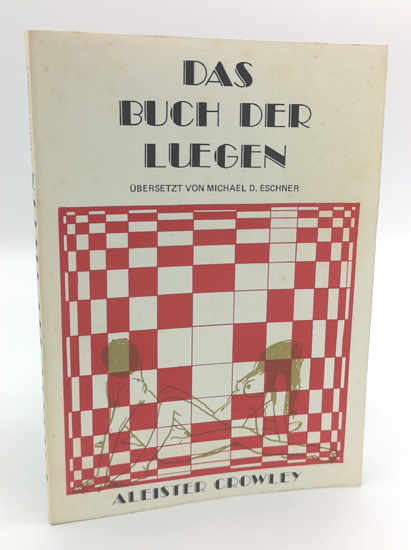 DAS
BUCH DER
LUEGEN
ÜBERSETZT VON MICHAEL D. ESCHNER
ALEISTER CROWLEY